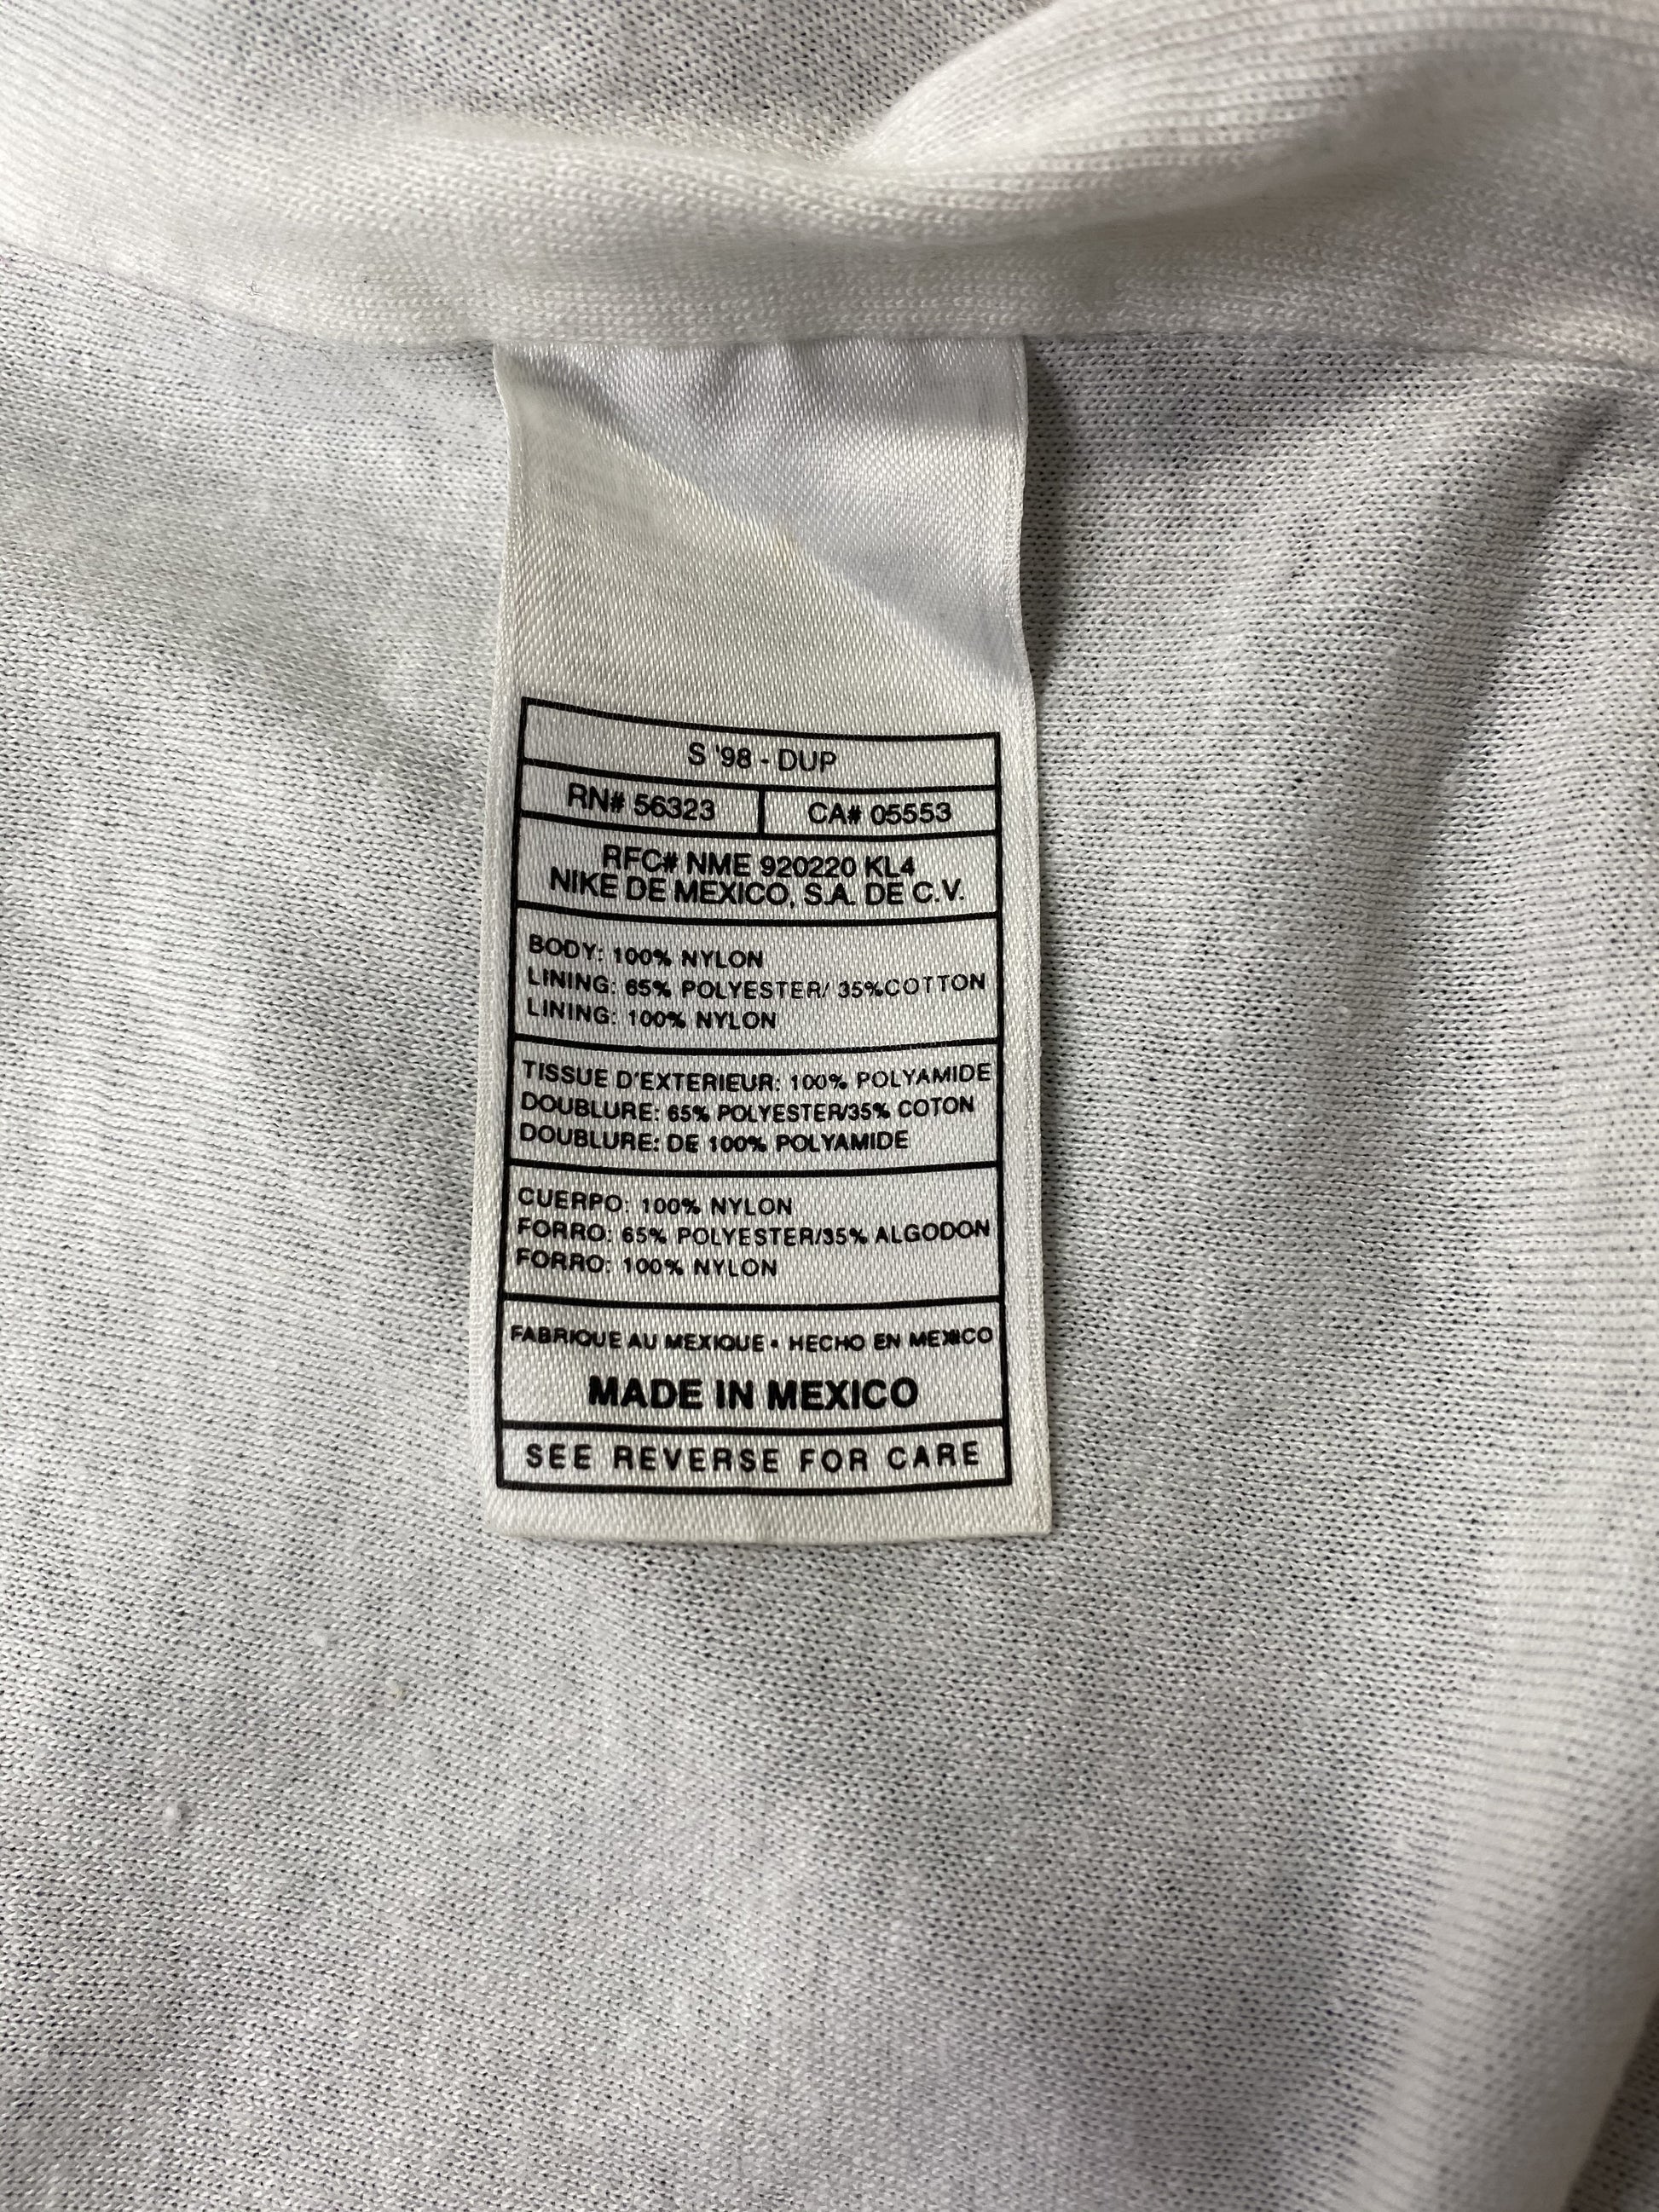 S '98 - DUP
RN# 56323 CA# 05553
RFC# NME 920220 KL4
NIKE DE MEXICO, S.A. DE C.V.
BODY: 100% NYLON
LINING: 65% POLYESTER/ 35%COTTON
LINING: 100% NYLON
TISSUE D'EXTERIEUR: 100% POLYAMIDE
DOUBLURE: 65% POLYESTER/35% COTON
DOUBLURE: DE 100% POLYAMIDE
CUERPO: 100% NYLON
FORRO: 65% POLYESTER/35% ALGODON
FORRO: 100% NYLON
FABRIQUE AU MEXIQUE • HECHO EN MEXICO
MADE IN MEXICO
SEE REVERSE FOR CARE